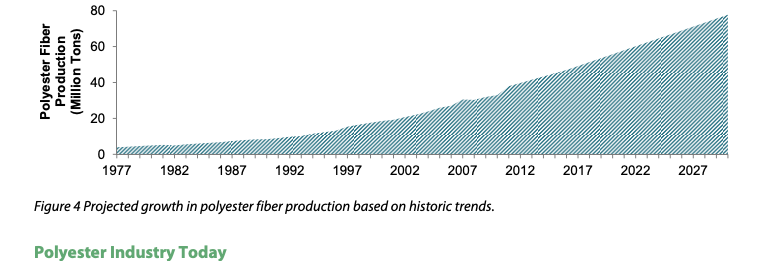 80
60
40
20
0
Polyester Fiber
Production
(Million Tons)
1977 1982 1987 1992 1997 2002 2007 2012 2017 2022 2027
Figure 4 Projected growth in polyester fiber production based on historic trends.
Polyester Industry Today